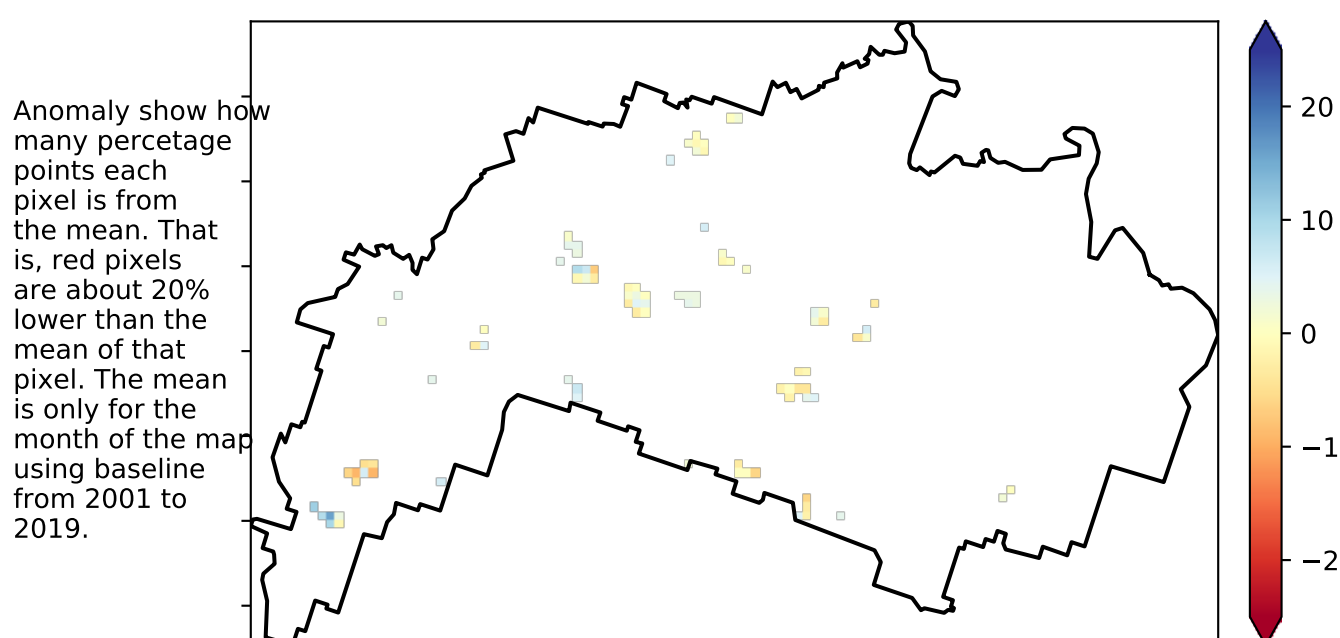 Anomaly show how
many percetage
points each
pixel is from
the mean. That
is, red pixels
are about 20%
lower than the
mean of that
pixel. The mean
is only for the
month of the map
using baseline
from 2001 to
2019.
20
10
0
−1
−2